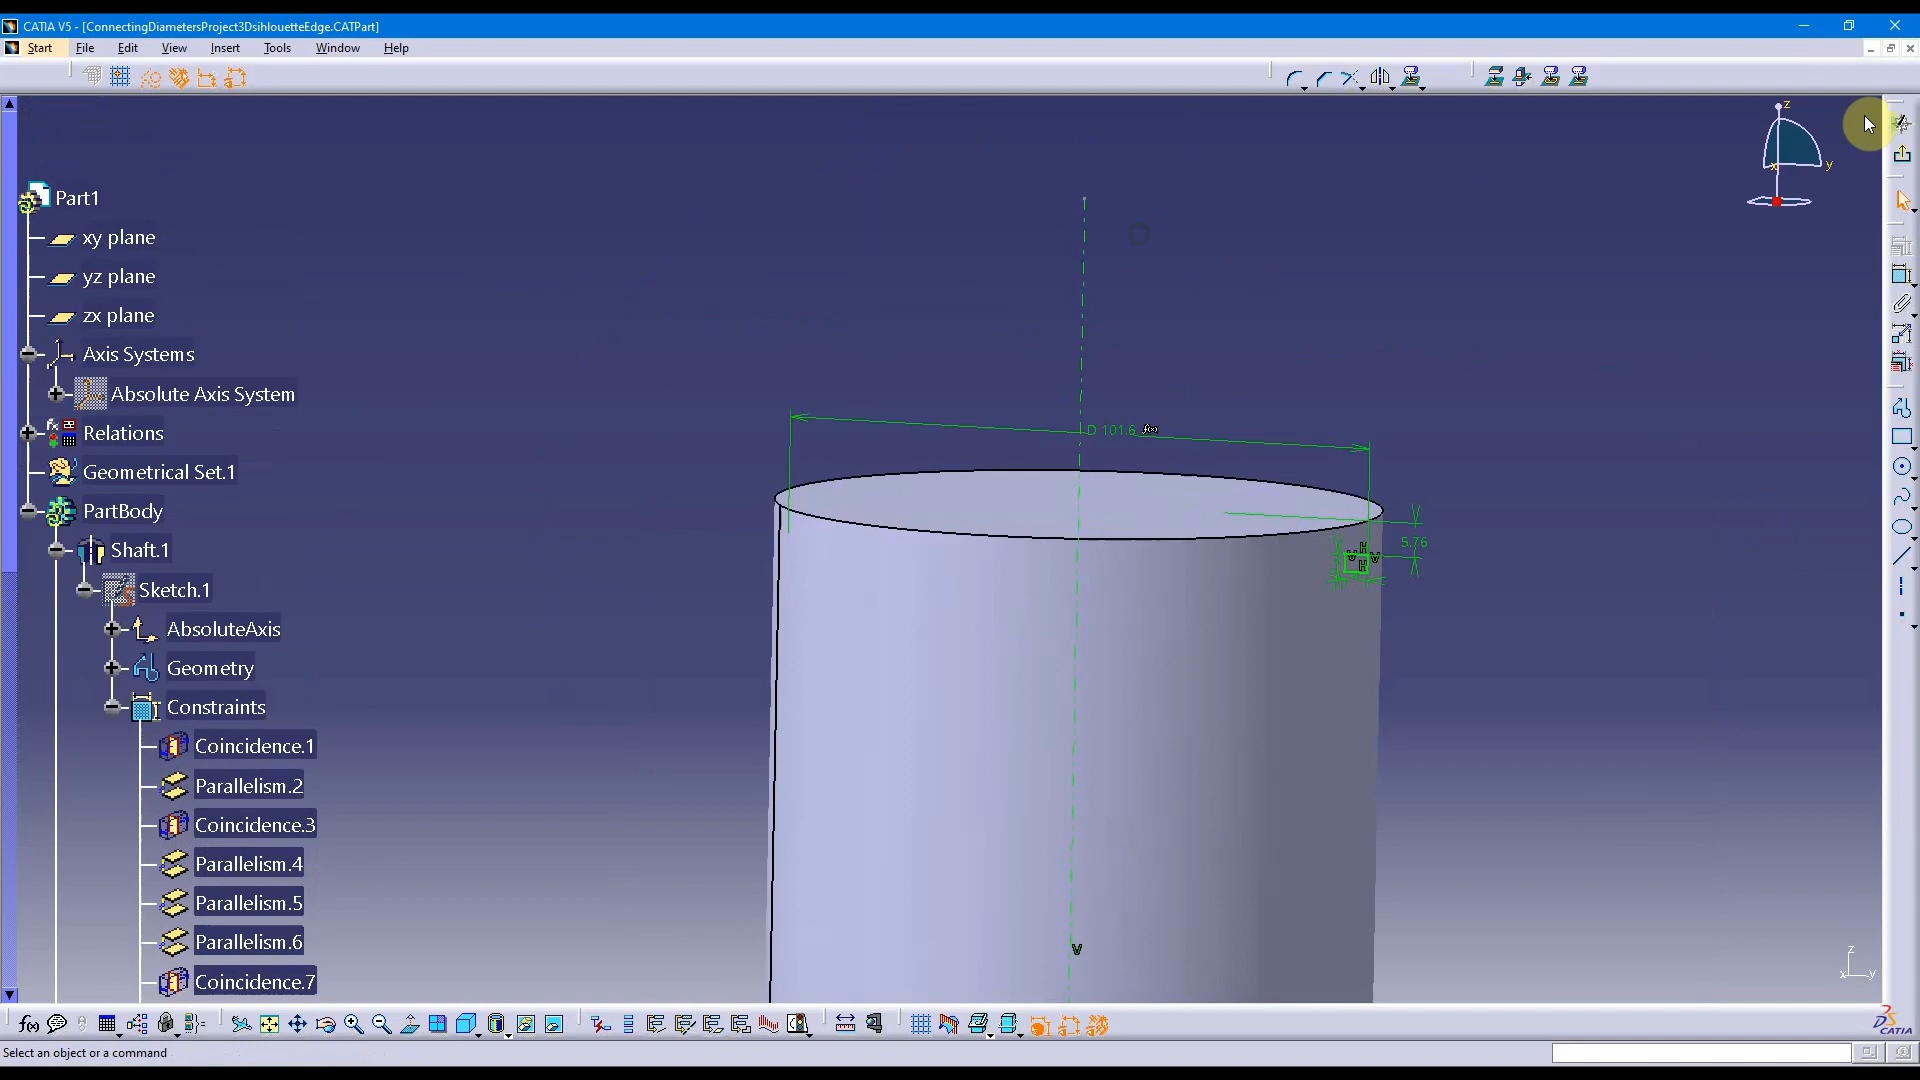 CATIA V5 - [ConnectingDiametersProject3DsihlouetteEdge.CATPart]
Start File Edit View Insert Tools Window Help
z
x
y
Part1
xy plane
yz plane
zx plane
Axis Systems
Absolute Axis System
Relations
Geometrical Set.1
PartBody
Shaft.1
Sketch.1
AbsoluteAxis
Geometry
Constraints
Coincidence.1
Parallelism.2
Coincidence.3
Parallelism.4
Parallelism.5
Parallelism.6
Coincidence.7
D 101.6 f(x)
5.76
V H V
H
V
z
x y
f(x)
DS CATIA
Select an object or a command